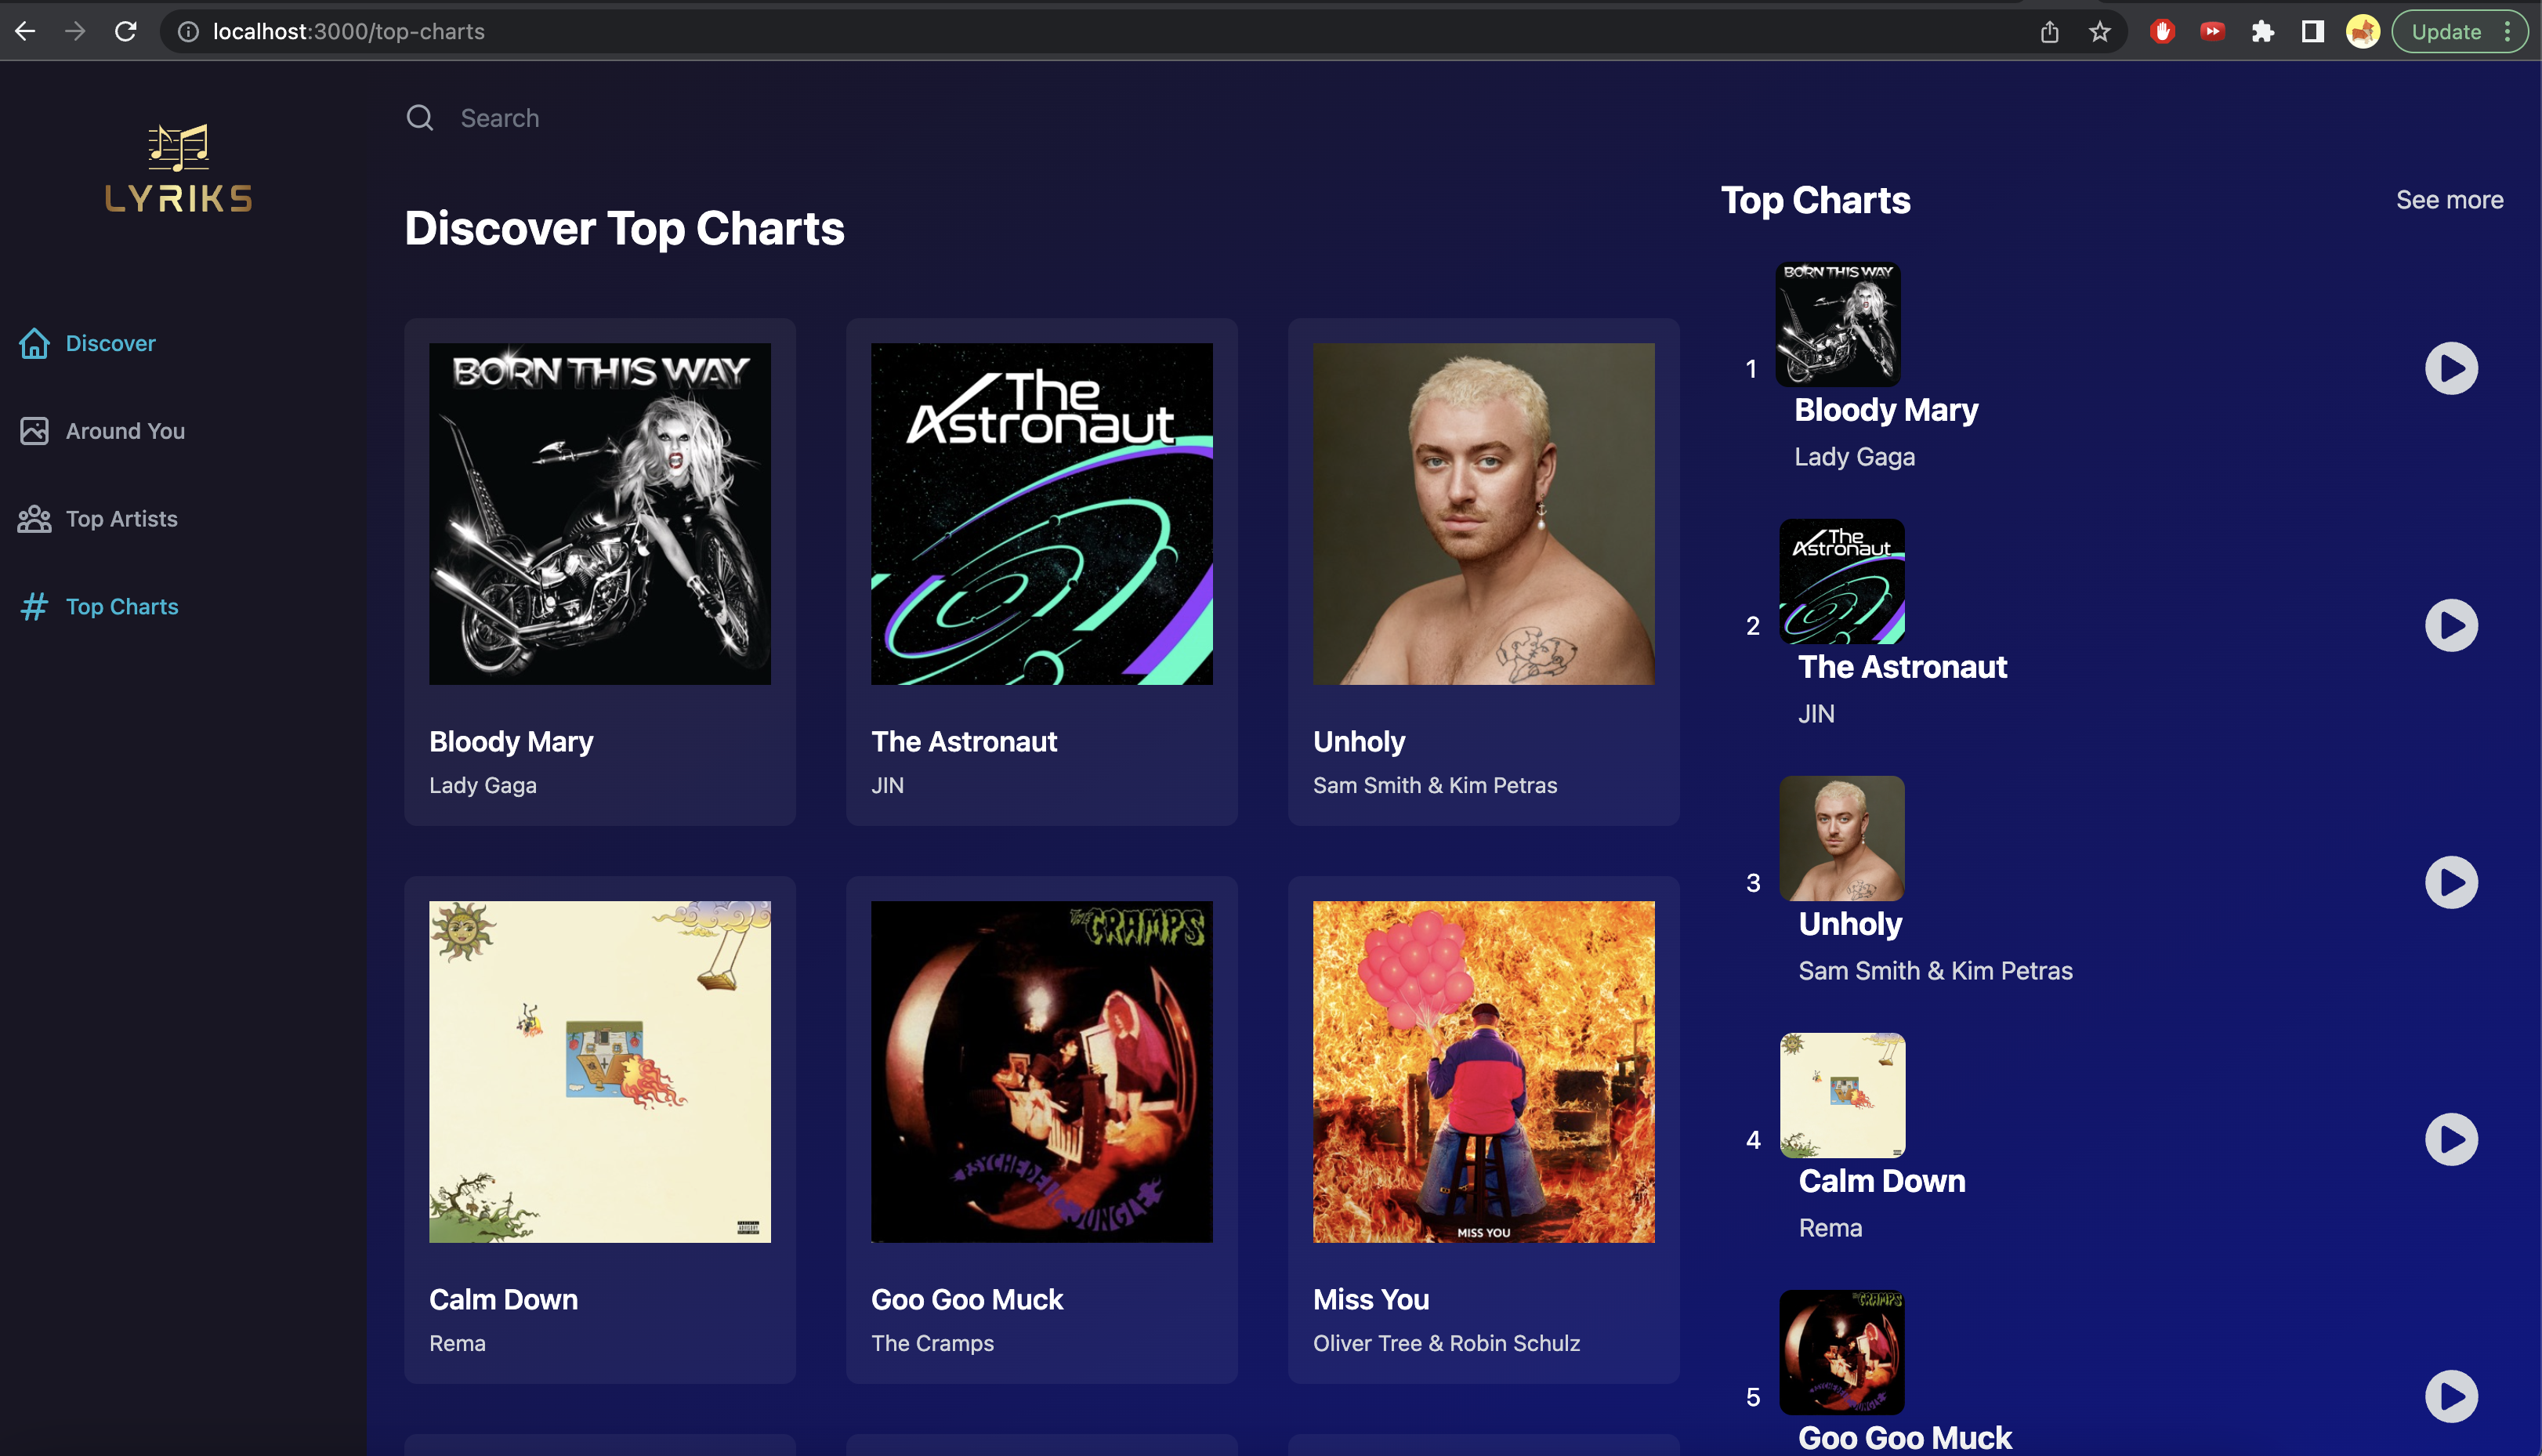 localhost:3000/top-charts
Update
LYRIKS
Search
Discover
Around You
Top Artists
Top Charts
Discover Top Charts
BORN THIS WAY
Bloody Mary
Lady Gaga
The
Astronaut
The Astronaut
JIN
Unholy
Sam Smith & Kim Petras
PARENTAL
ADVISORY
Calm Down
Rema
THE CRAMPS
PSYCHEDELIC JUNGLE
Goo Goo Muck
The Cramps
MISS YOU
Miss You
Oliver Tree & Robin Schulz
Top Charts
See more
1
BORN THIS WAY
Bloody Mary
Lady Gaga
2
The
Astronaut
The Astronaut
JIN
3
Unholy
Sam Smith & Kim Petras
4
Calm Down
Rema
5
THE CRAMPS
Goo Goo Muck